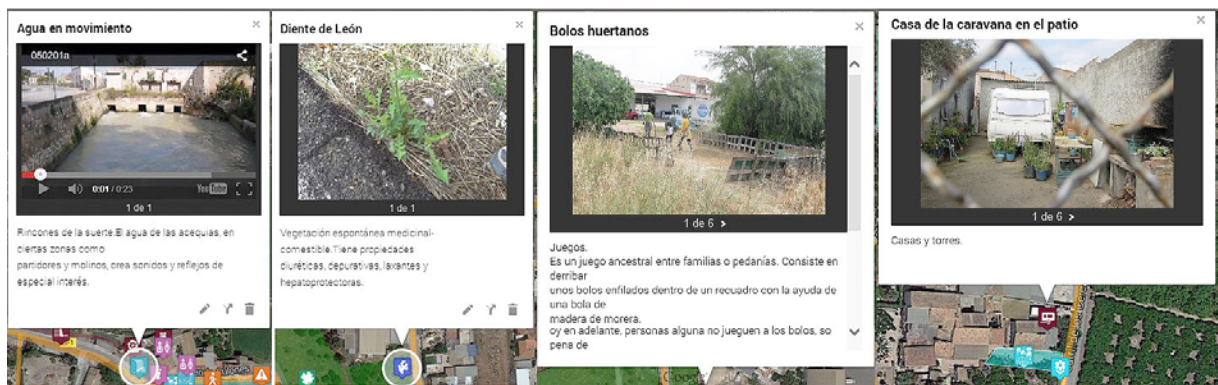 Agua en movimiento
050201a
0:01 / 0:23
YouTube
1 de 1
Rincones de la suerte.El agua de las acequias, en
ciertas zonas como
partidores y molinos, crea sonidos y reflejos de
especial interés.
Diente de León
1 de 1
Vegetación espontánea medicinal-
comestible.Tiene propiedades
diuréticas, depurativas, laxantes y
hepatoprotectoras.
Bolos huertanos
1 de 6 >
Juegos.
Es un juego ancestral entre familias o pedanías. Consiste en
derribar
unos bolos enfilados dentro de un recuadro con la ayuda de
una bola de
madera de morera.
oy en adelante, personas alguna no jueguen a los bolos, so
pena de
Casa de la caravana en el patio
1 de 6 >
Casas y torres.